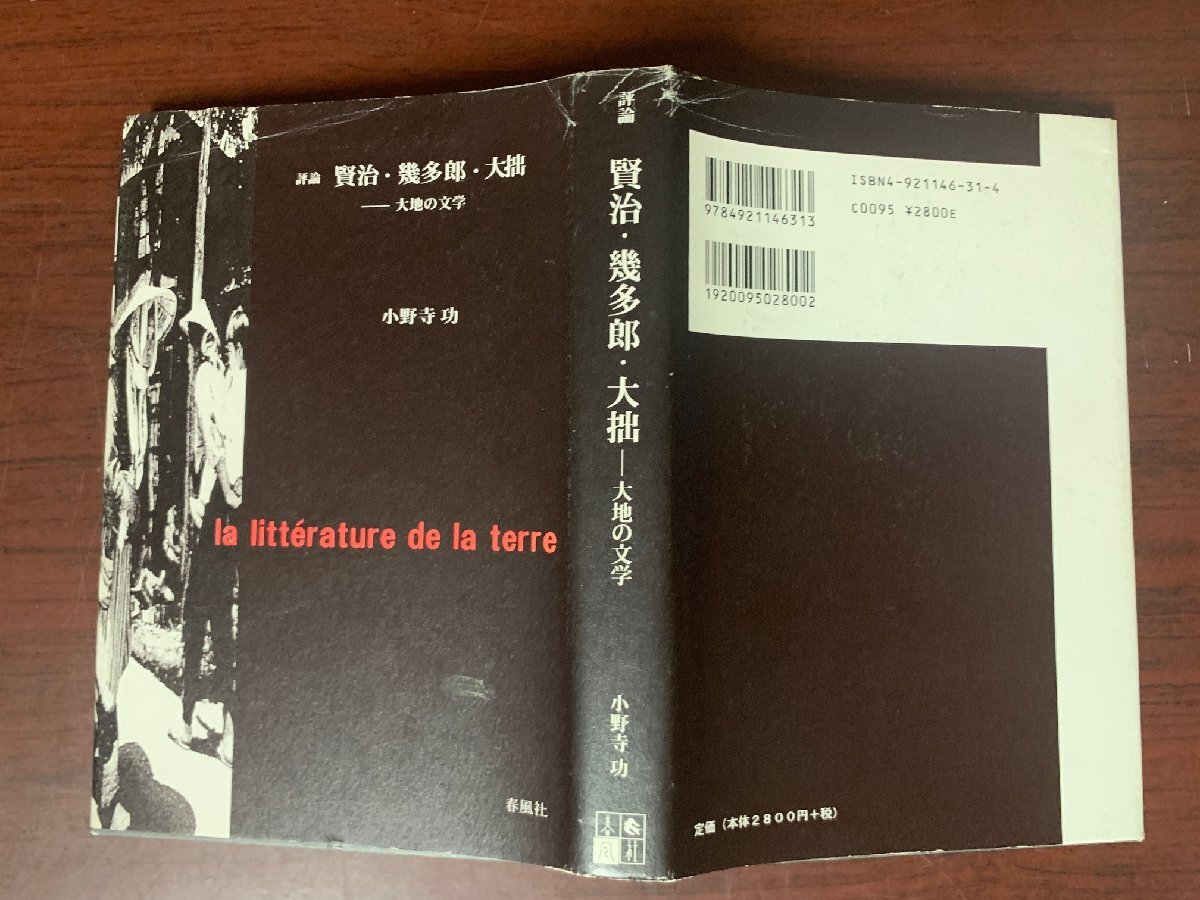 評論 賢治・幾多郎・大拙
── 大地の文学
小野寺 功
la littérature de la terre
春風社
評論 賢治・幾多郎・大拙─大地の文学
小野寺 功
春風社
9784921146313
ISBN4-921146-31-4
C0095 ¥2800E
1920095028002
定価（本体2800円+税）